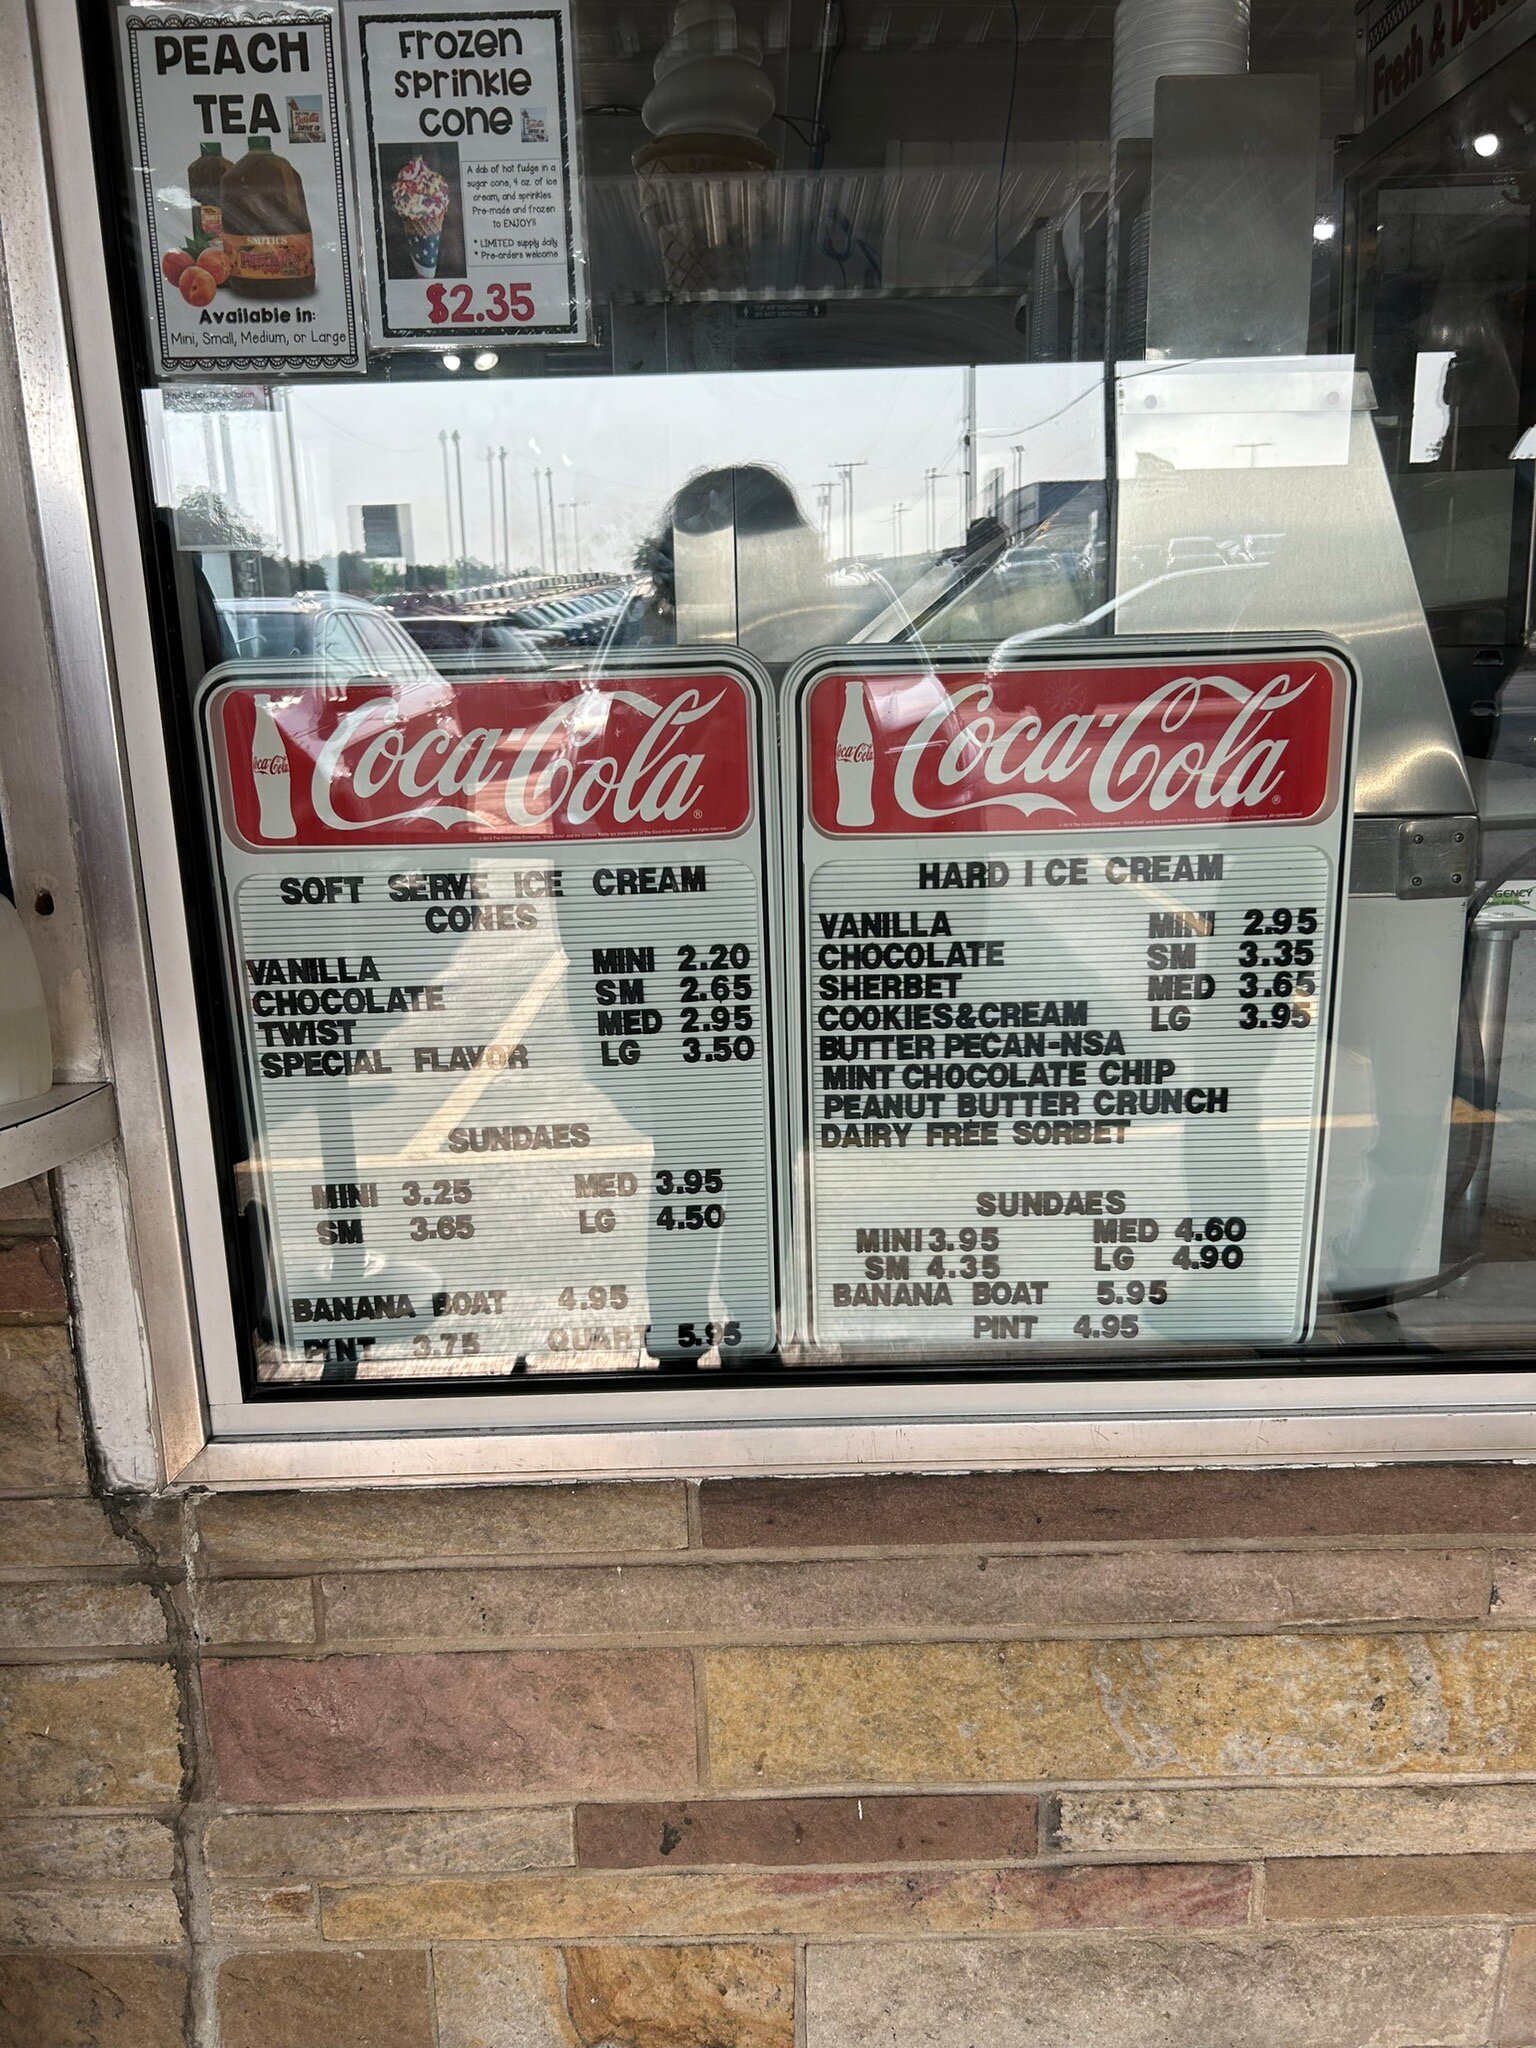 PEACH
TEA
SMITH'S
Available in:
Mini, Small, Medium, or Large
Frozen
Sprinkle
Cone
A dab of hot fudge in a
sugar cone, 4 oz. of ice
cream, and sprinkles.
Pre-made and frozen
to ENJOY!!
* LIMITED supply daily
* Pre-orders welcome
$2.35
Fresh &
Coca-Cola
Coca-Cola
SOFT SERVE ICE CREAM
CONES
VANILLA MINI 2.20
CHOCOLATE SM 2.65
TWIST MED 2.95
SPECIAL FLAVOR LG 3.50
SUNDAES
MINI 3.25 MED 3.95
SM 3.65 LG 4.50
BANANA BOAT 4.95
PINT 3.75 QUART 5.95
Coca-Cola
Coca-Cola
HARD ICE CREAM
VANILLA MINI 2.95
CHOCOLATE SM 3.35
SHERBET MED 3.65
COOKIES&CREAM LG 3.95
BUTTER PECAN-NSA
MINT CHOCOLATE CHIP
PEANUT BUTTER CRUNCH
DAIRY FREE SORBET
SUNDAES
MINI 3.95 MED 4.60
SM 4.35 LG 4.90
BANANA BOAT 5.95
PINT 4.95